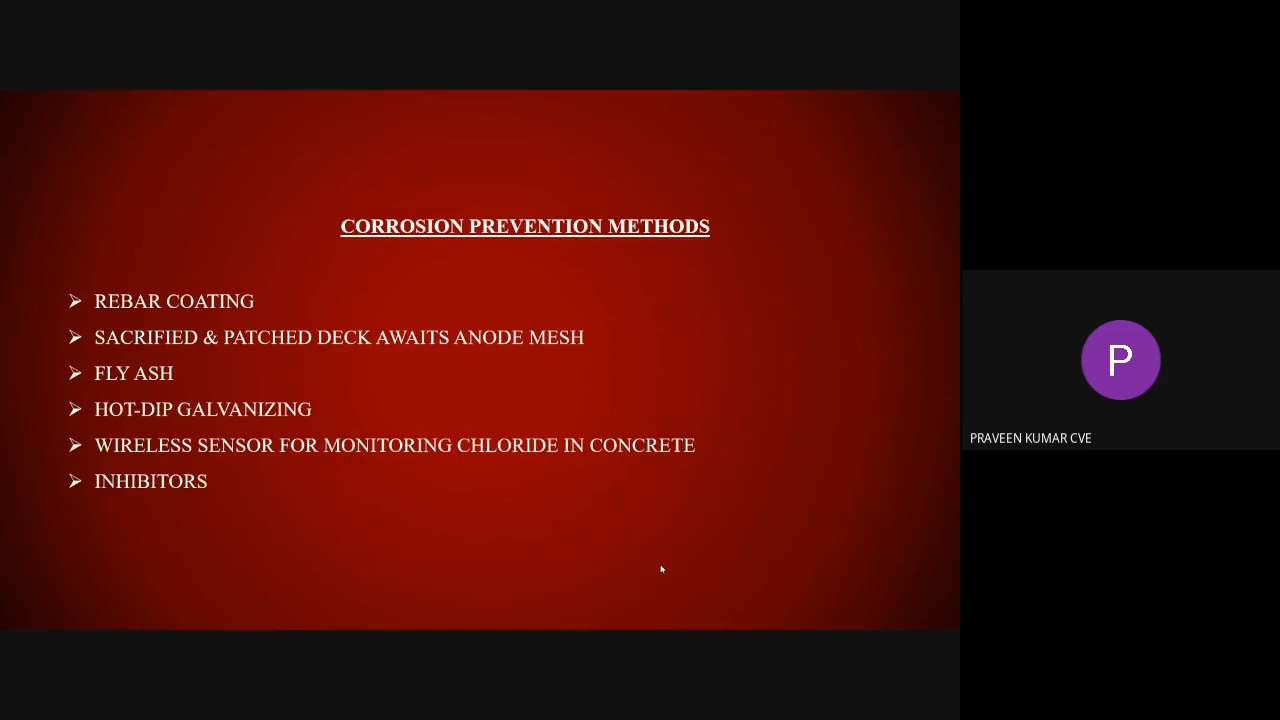 CORROSION PREVENTION METHODS
REBAR COATING
SACRIFIED & PATCHED DECK AWAITS ANODE MESH
FLY ASH
HOT-DIP GALVANIZING
WIRELESS SENSOR FOR MONITORING CHLORIDE IN CONCRETE
INHIBITORS
P
PRAVEEN KUMAR CVE